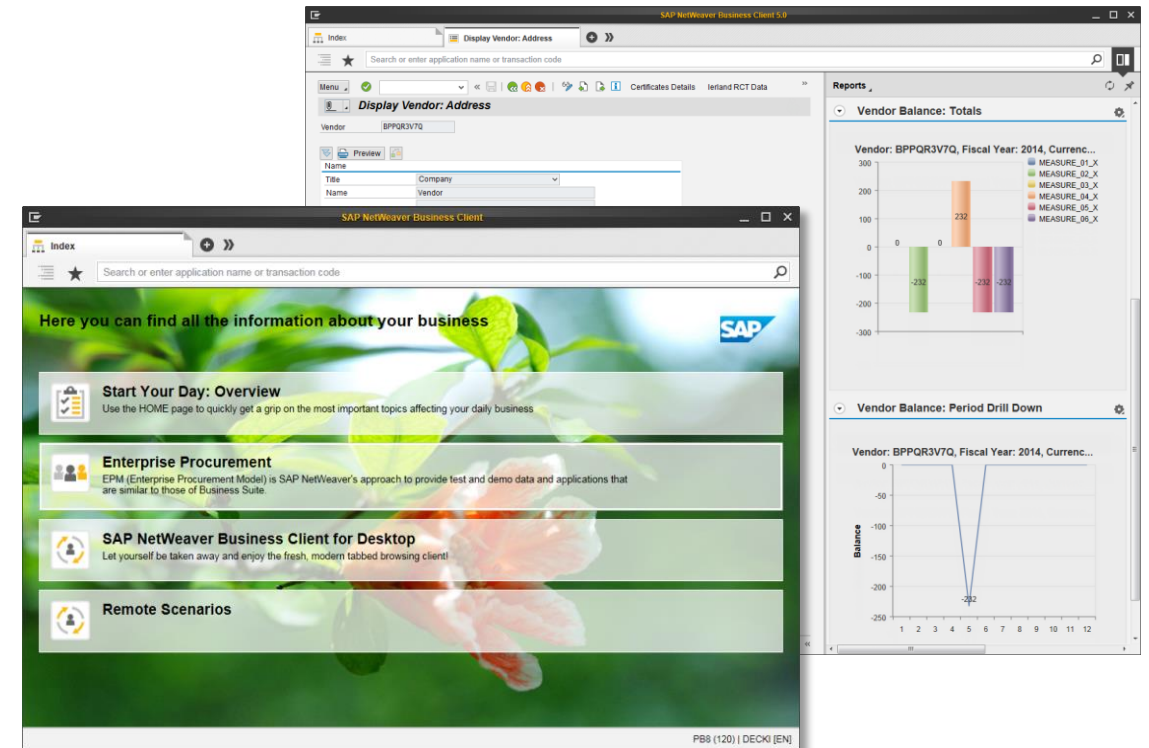 SAP NetWeaver Business Client 5.0
Index
Display Vendor: Address
Search or enter application name or transaction code
Menu
Certificates Details
Ierland RCT Data
Display Vendor: Address
Vendor
BPPQR3V7Q
Preview
Name
Title
Company
Name
Vendor
Reports
Vendor Balance: Totals
Vendor: BPPQR3V7Q, Fiscal Year: 2014, Currenc...
300
200
100
0
-100
-200
-300
0
-232
0
232
-232
-232
MEASURE_01_X
MEASURE_02_X
MEASURE_03_X
MEASURE_04_X
MEASURE_05_X
MEASURE_06_X
Vendor Balance: Period Drill Down
Vendor: BPPQR3V7Q, Fiscal Year: 2014, Currenc...
Balance
0
-50
-100
-150
-200
-250
-232
1 2 3 4 5 6 7 8 9 10 11 12
SAP NetWeaver Business Client
Index
Search or enter application name or transaction code
Here you can find all the information about your business
SAP
Start Your Day: Overview
Use the HOME page to quickly get a grip on the most important topics affecting your daily business
Enterprise Procurement
EPM (Enterprise Procurement Model) is SAP NetWeaver's approach to provide test and demo data and applications that
are similar to those of Business Suite.
SAP NetWeaver Business Client for Desktop
Let yourself be taken away and enjoy the fresh, modern tabbed browsing client!
Remote Scenarios
PB8 (120) | DECKI [EN]